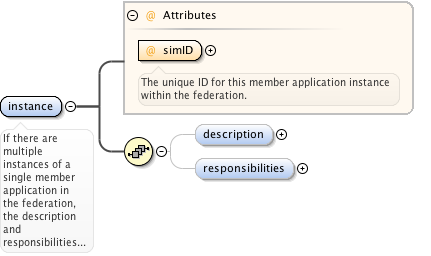 @ Attributes
@ simID
The unique ID for this member application instance
within the federation.
instance
If there are
multiple
instances of a
single member
application in
the federation,
the description
and
responsibilities...
description
responsibilities